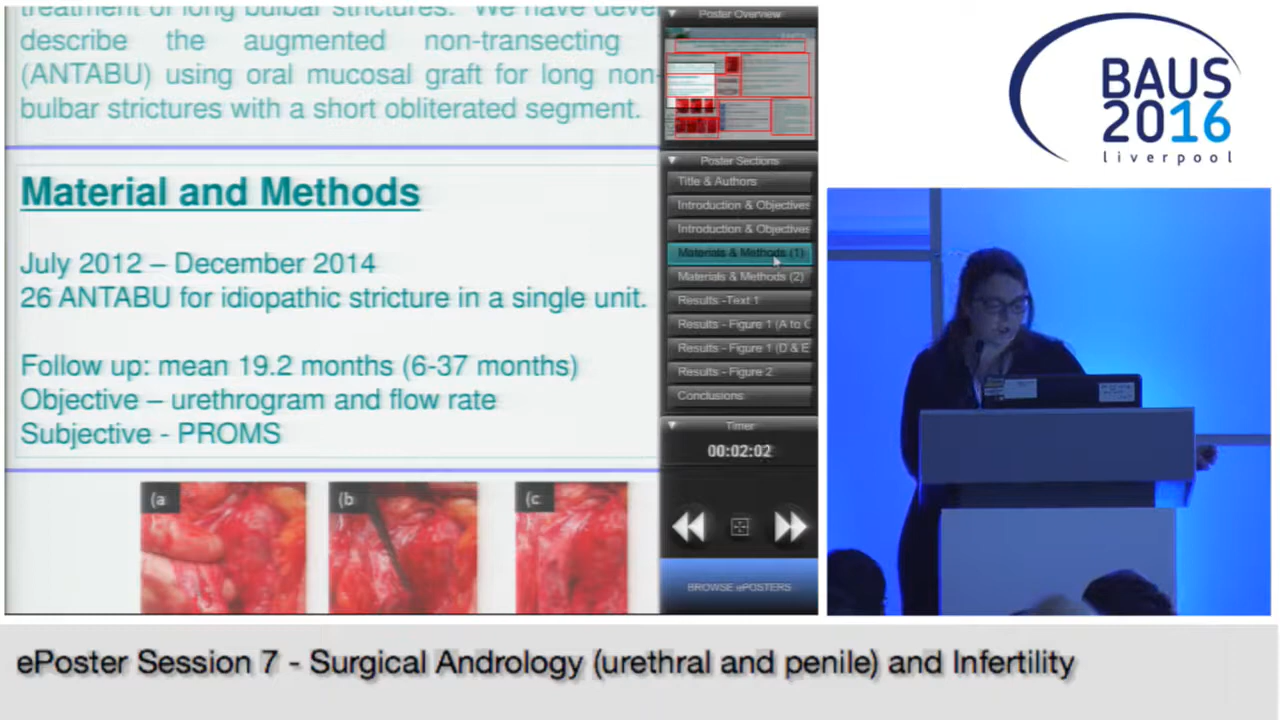 treatment of long bulbar strictures. We have deve
describe the augmented non-transecting
(ANTABU) using oral mucosal graft for long non-
bulbar strictures with a short obliterated segment.
Material and Methods
July 2012 – December 2014
26 ANTABU for idiopathic stricture in a single unit.
Follow up: mean 19.2 months (6-37 months)
Objective – urethrogram and flow rate
Subjective - PROMS
(a
(b
(c
Poster Overview
Poster Sections
Title & Authors
Introduction & Objectives
Introduction & Objectives
Materials & Methods (1)
Materials & Methods (2)
Results -Text 1
Results - Figure 1 (A to C
Results - Figure 1 (D & E
Results - Figure 2
Conclusions
Timer
00:02:02
BROWSE ePOSTERS
BAUS
2016
liverpool
ePoster Session 7 - Surgical Andrology (urethral and penile) and Infertility